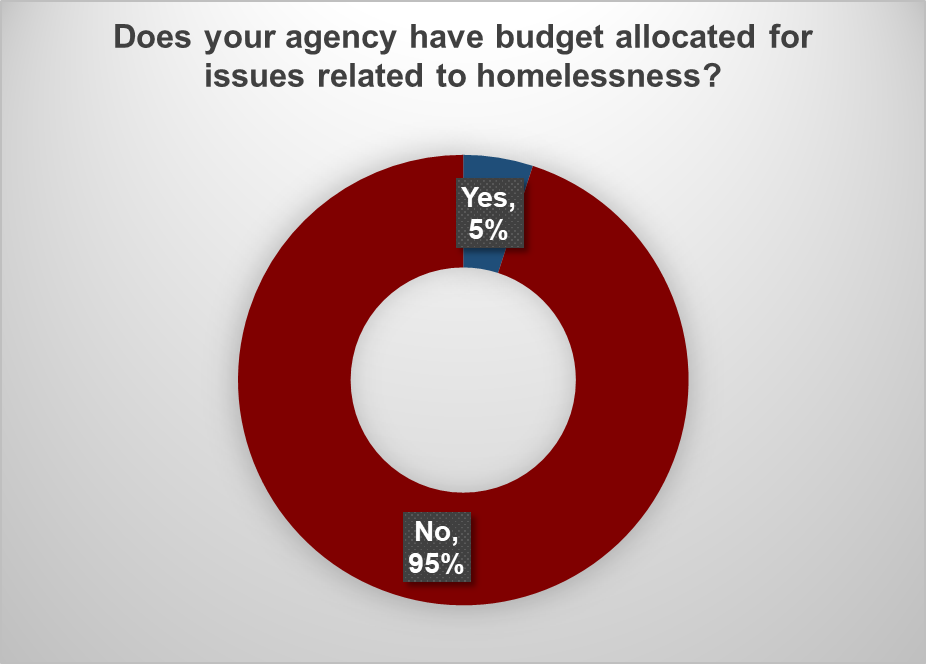 Does your agency have budget allocated for
issues related to homelessness?
Yes,
5%
No,
95%